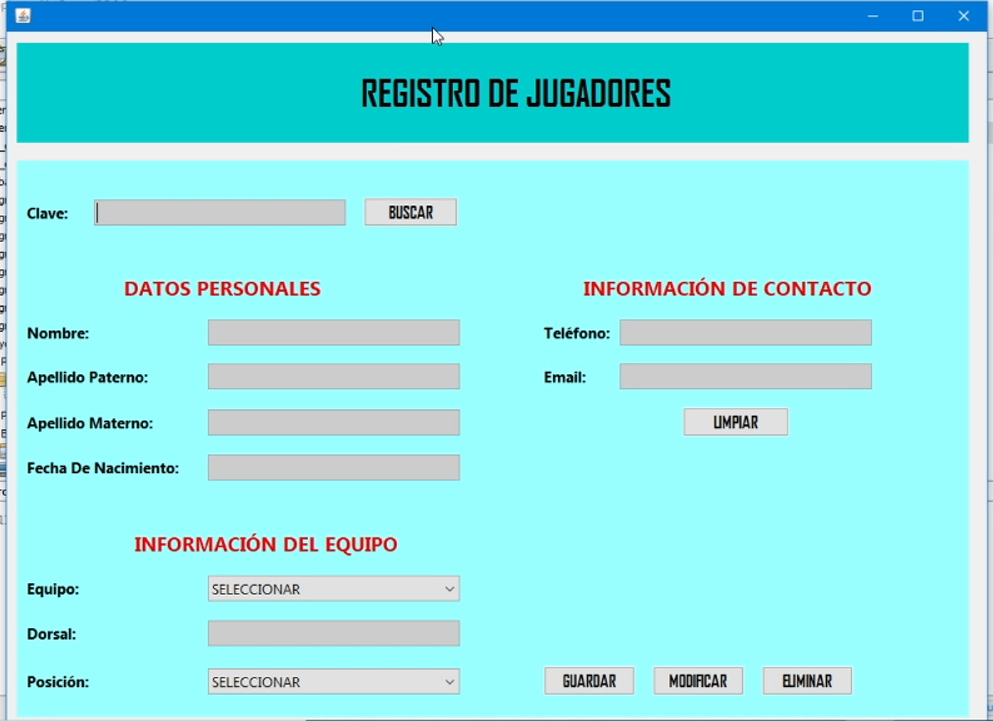 REGISTRO DE JUGADORES
Clave:
BUSCAR
DATOS PERSONALES
Nombre:
Apellido Paterno:
Apellido Materno:
Fecha De Nacimiento:
INFORMACIÓN DE CONTACTO
Teléfono:
Email:
LIMPIAR
INFORMACIÓN DEL EQUIPO
Equipo: SELECCIONAR
Dorsal:
Posición: SELECCIONAR
GUARDAR MODIFICAR ELIMINAR